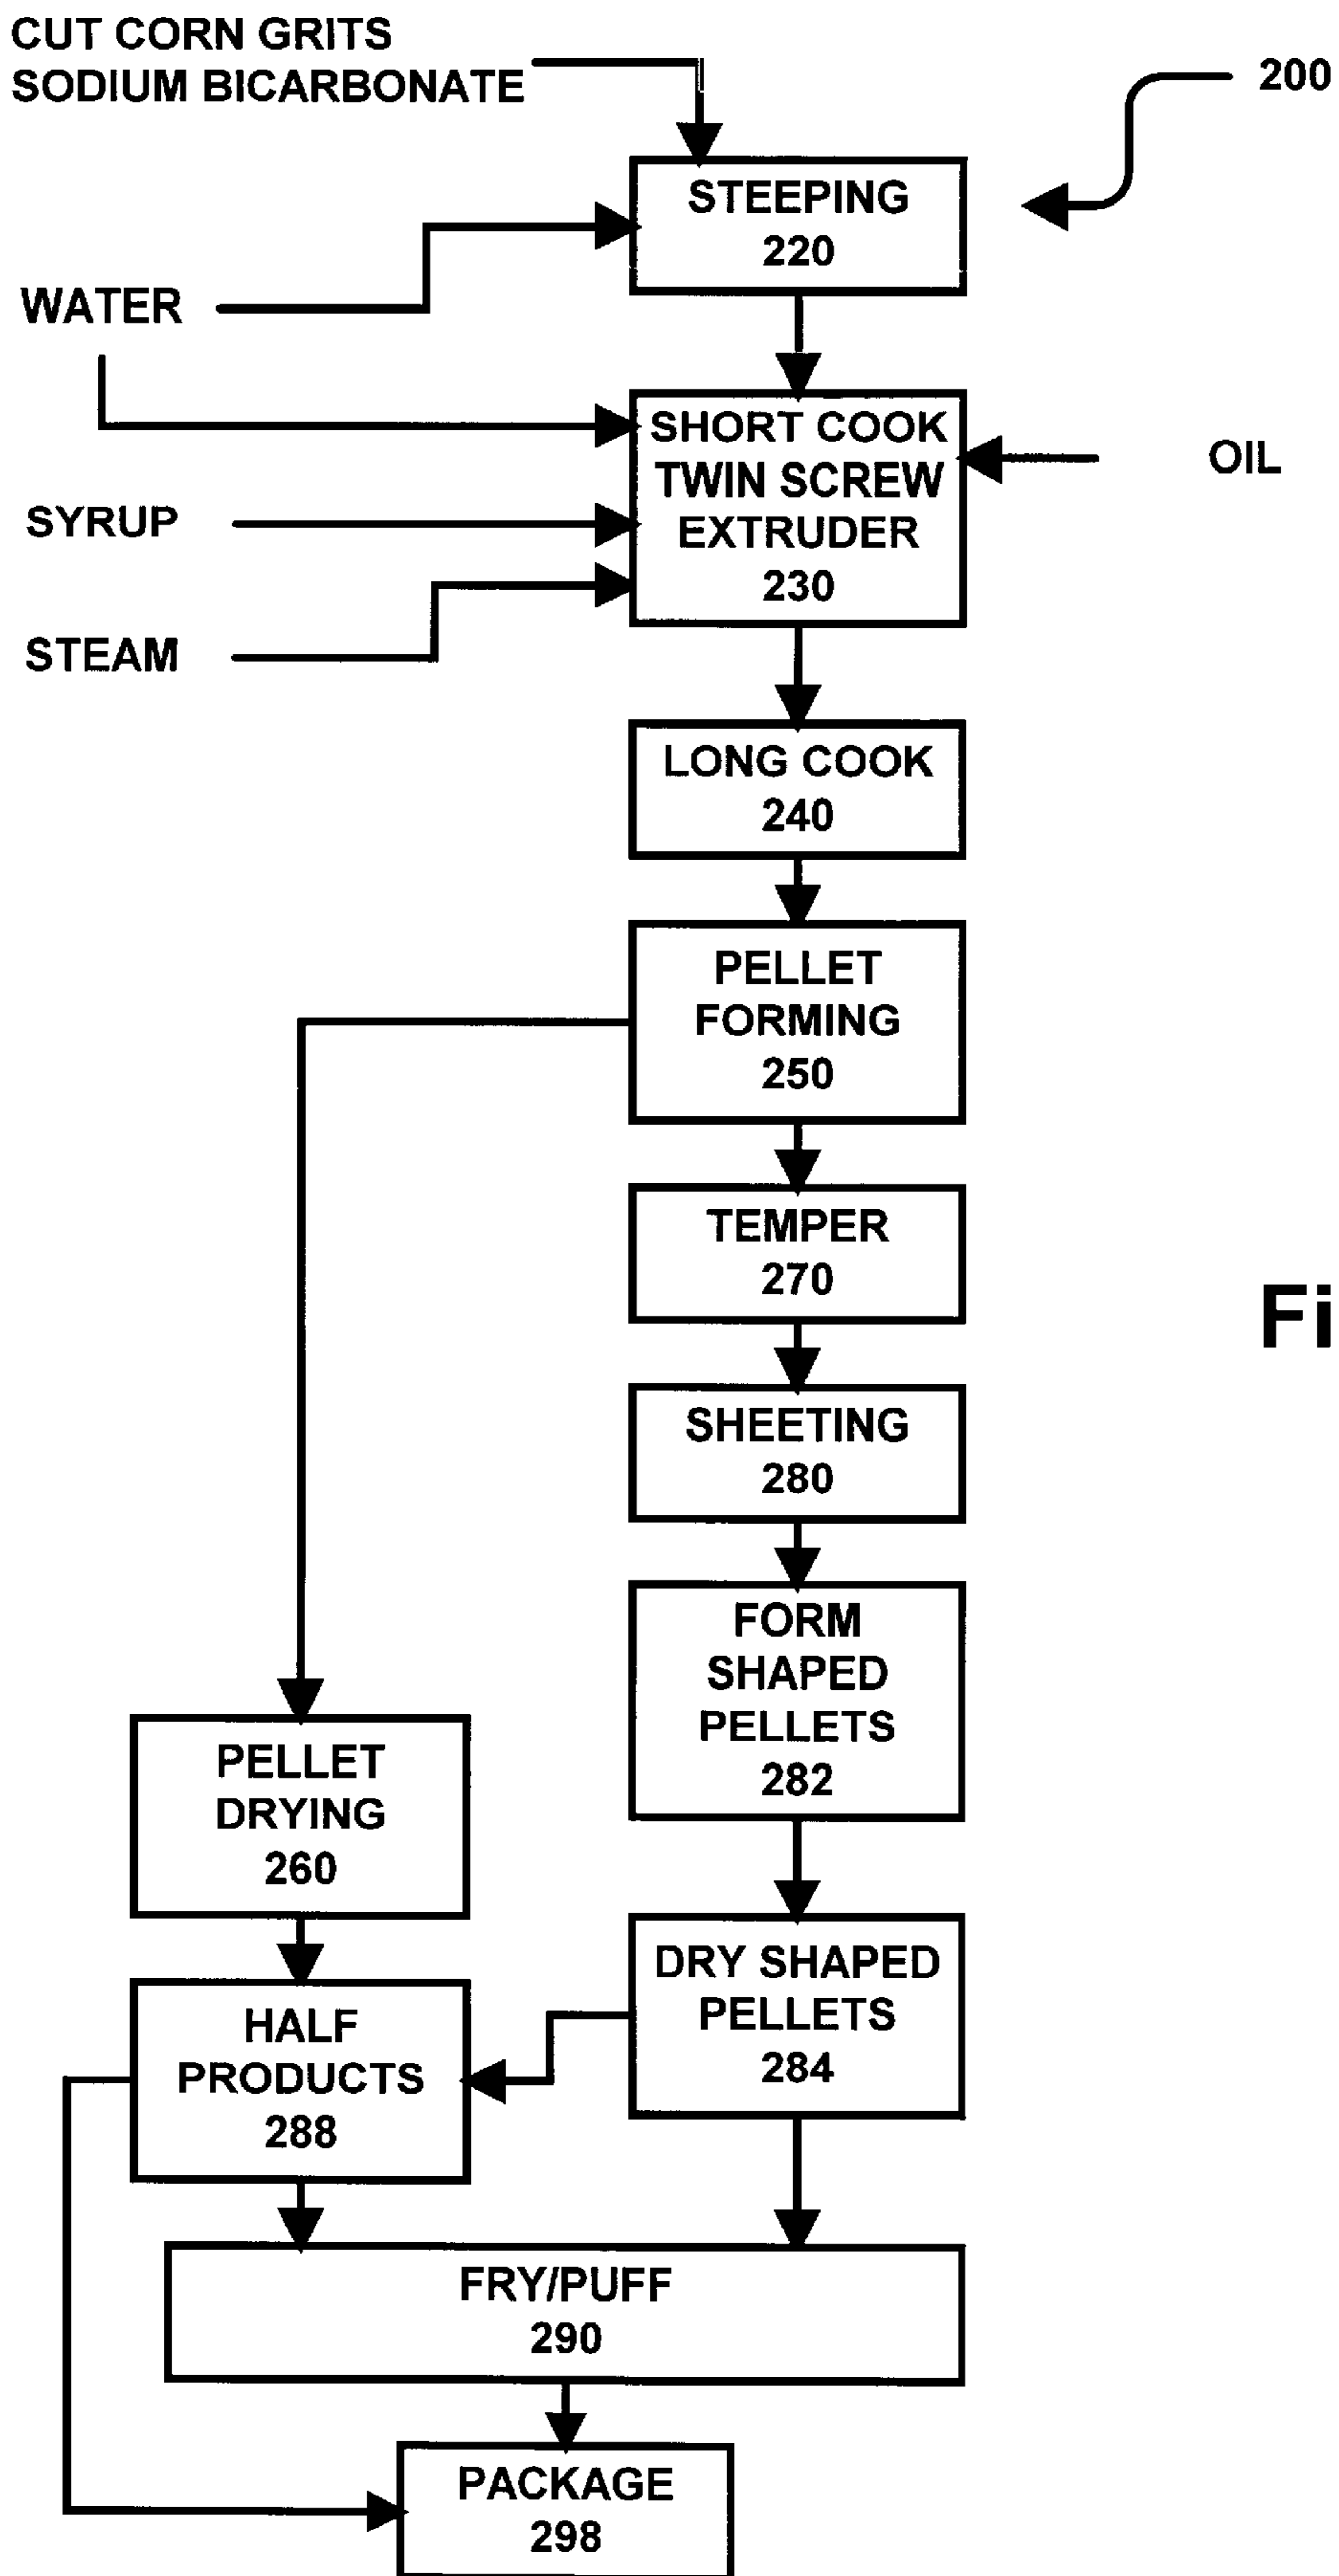 CUT CORN GRITS
SODIUM BICARBONATE
200
STEEPING
220
WATER
SHORT COOK
TWIN SCREW
EXTRUDER
230
OIL
SYRUP
STEAM
LONG COOK
240
PELLET
FORMING
250
TEMPER
270
Fi
SHEETING
280
FORM
SHAPED
PELLETS
282
PELLET
DRYING
260
DRY SHAPED
PELLETS
284
HALF
PRODUCTS
288
FRY/PUFF
290
PACKAGE
298